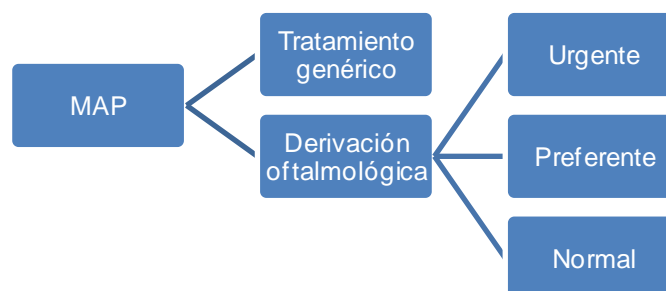 MAP
Tratamiento
genérico
Derivación
oftalmológica
Urgente
Preferente
Normal